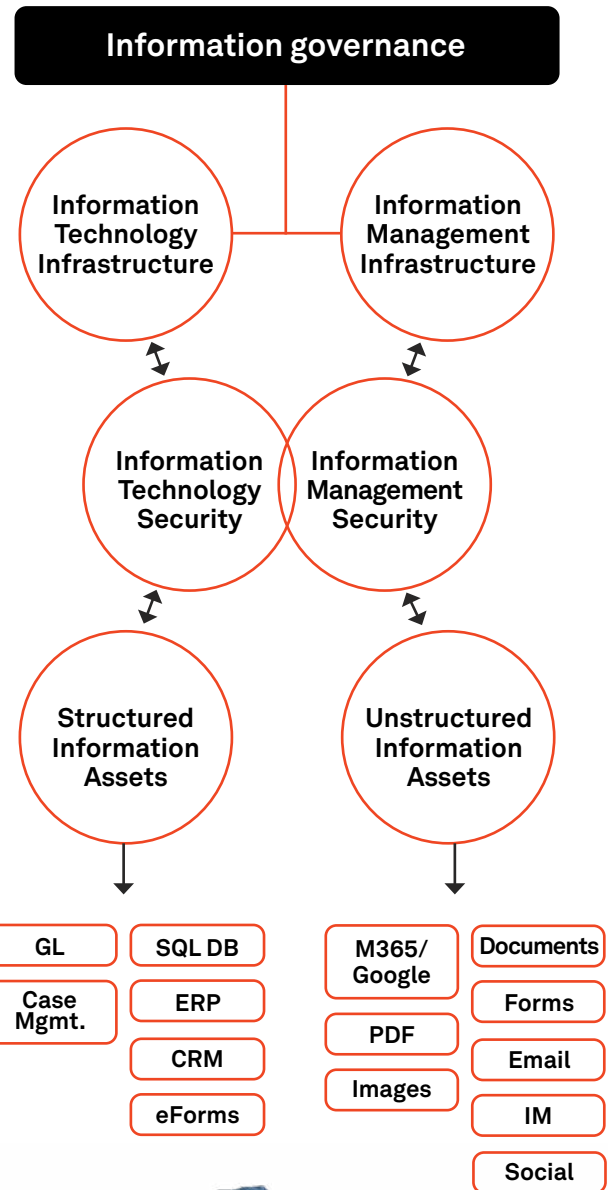 Information governance
Information
Technology
Infrastructure
Information
Management
Infrastructure
Information
Technology
Security
Information
Management
Security
Structured
Information
Assets
Unstructured
Information
Assets
GL
Case
Mgmt.
SQL DB
ERP
CRM
eForms
M365/
Google
PDF
Images
Documents
Forms
Email
IM
Social